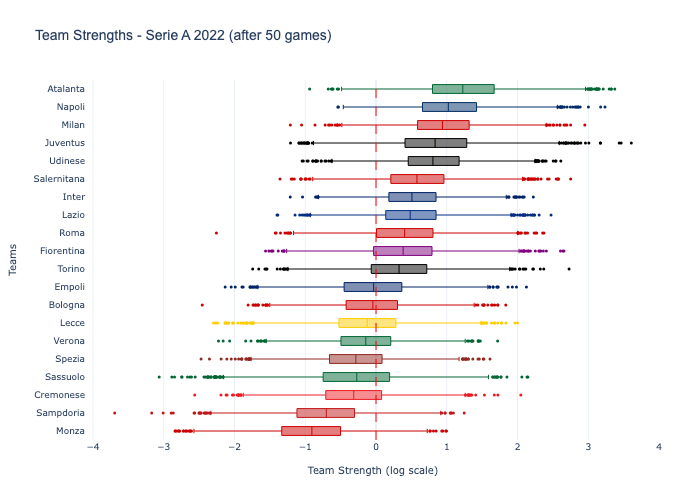 Team Strengths - Serie A 2022 (after 50 games)
Atalanta
Napoli
Milan
Juventus
Udinese
Salernitana
Inter
Lazio
Roma
Fiorentina
Torino
Empoli
Bologna
Lecce
Verona
Spezia
Sassuolo
Cremonese
Sampdoria
Monza
Teams
−4 −3 −2 −1 0 1 2 3 4
Team Strength (log scale)